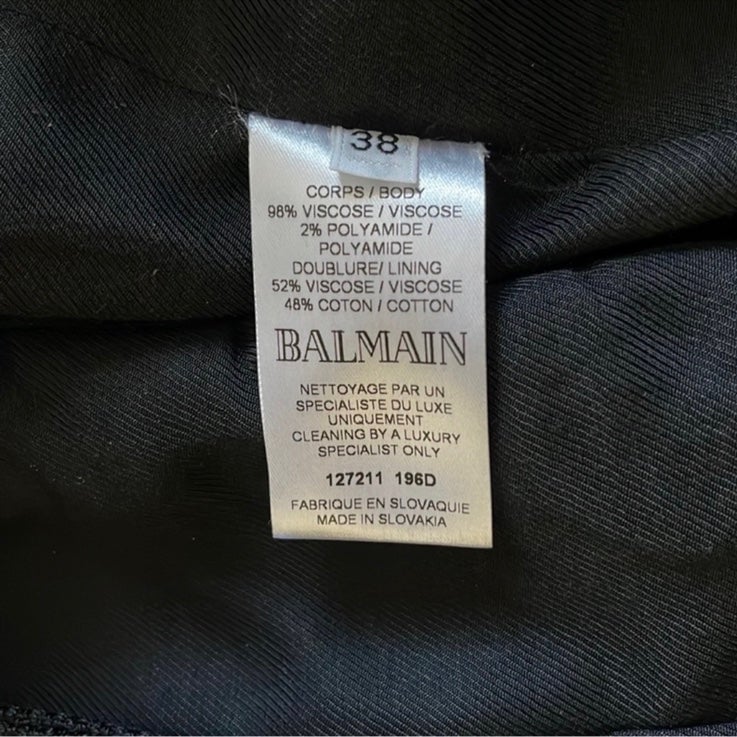 38
CORPS / BODY
98% VISCOSE / VISCOSE
2% POLYAMIDE /
POLYAMIDE
DOUBLURE/ LINING
52% VISCOSE / VISCOSE
48% COTON / COTTON
BALMAIN
NETTOYAGE PAR UN
SPECIALISTE DU LUXE
UNIQUEMENT
CLEANING BY A LUXURY
SPECIALIST ONLY
127211 196D
FABRIQUE EN SLOVAQUIE
MADE IN SLOVAKIA